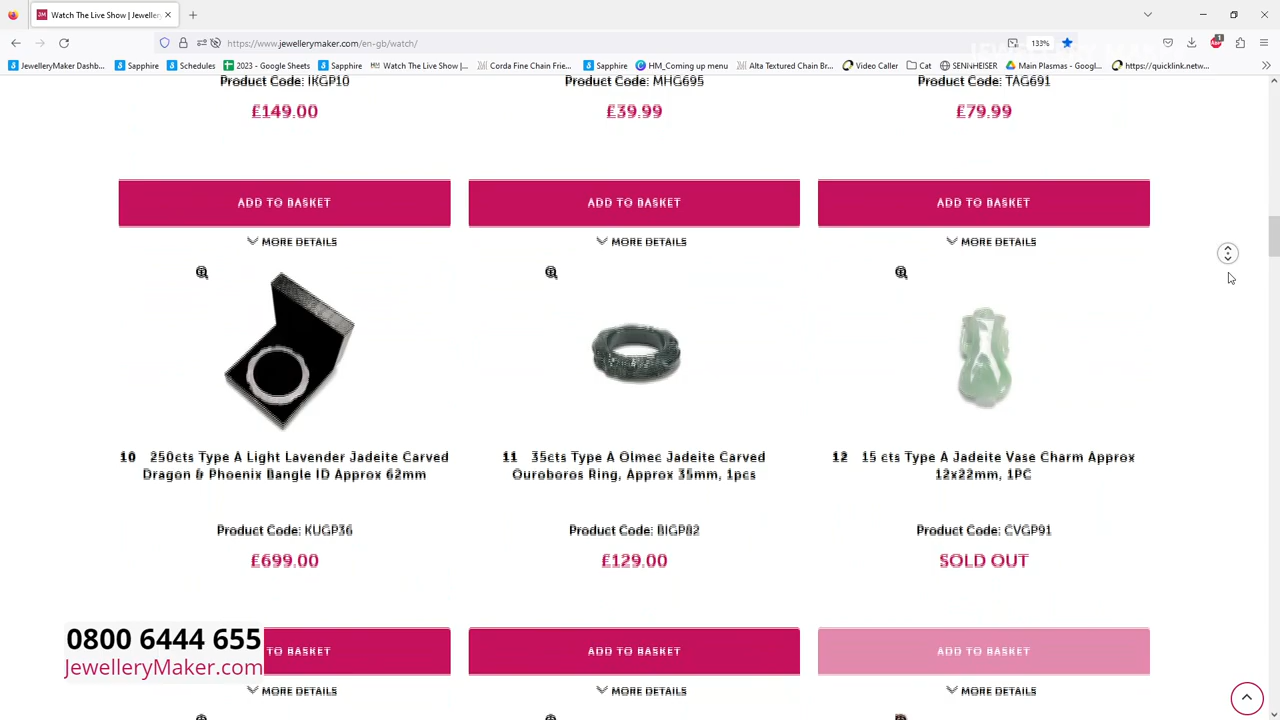 Watch The Live Show | Jeweller
https://www.jewellerymaker.com/en-gb/watch/
133%
JewelleryMaker Dashb...
Sapphire
Schedules
2023 - Google Sheets
Sapphire
Watch The Live Show |...
Corda Fine Chain Frie...
Sapphire
HM_Coming up menu
Alta Textured Chain Br...
Video Caller
Cat
SENNHEISER
Main Plasmas - Googl...
https://quicklink.netw...
Product Code: IKGP10
Product Code: MHG695
Product Code: TAG691
£149.00
£39.99
£79.99
ADD TO BASKET
ADD TO BASKET
ADD TO BASKET
MORE DETAILS
MORE DETAILS
MORE DETAILS
10 250cts Type A Light Lavender Jadeite Carved
Dragon & Phoenix Bangle ID Approx 62mm
11 35cts Type A Olmec Jadeite Carved
Ouroboros Ring, Approx 35mm, 1pcs
12 15 cts Type A Jadeite Vase Charm Approx
12x22mm, 1PC
Product Code: KUGP36
Product Code: BIGP82
Product Code: CVGP91
£699.00
£129.00
SOLD OUT
0800 6444 655
JewelleryMaker.com
TO BASKET
ADD TO BASKET
ADD TO BASKET
MORE DETAILS
MORE DETAILS
MORE DETAILS